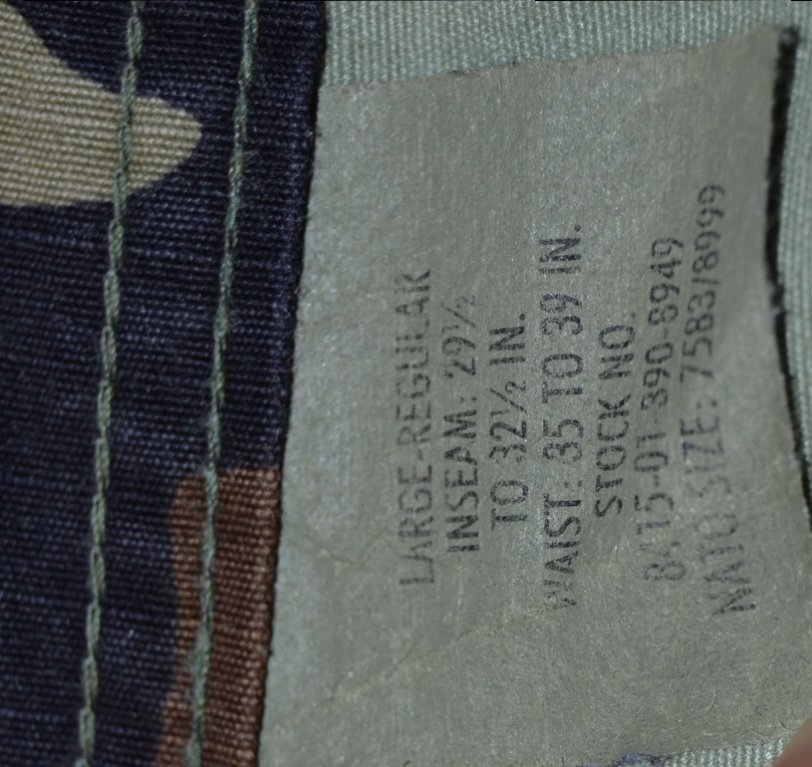 LARGE-REGULAR
INSEAM: 29½
TO 32½ IN.
WAIST: 35 TO 39 IN.
STOCK NO.
8415-01-390-8949
NATO SIZE: 7583/8999